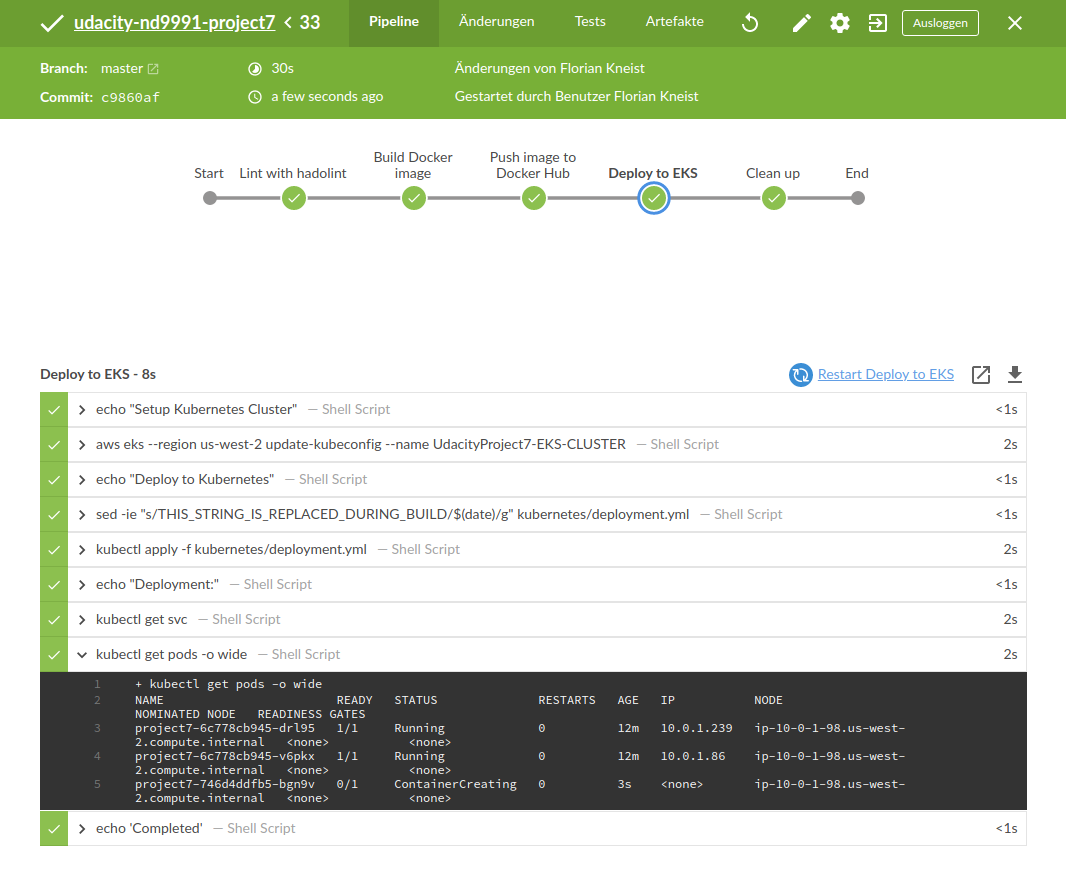 udacity-nd9991-project7 < 33 Pipeline Änderungen Tests Artefakte Ausloggen
Branch: master 30s Änderungen von Florian Kneist
Commit: c9860af a few seconds ago Gestartet durch Benutzer Florian Kneist
Start Lint with hadolint Build Docker image Push image to Docker Hub Deploy to EKS Clean up End
Deploy to EKS - 8s Restart Deploy to EKS
echo "Setup Kubernetes Cluster" — Shell Script <1s
aws eks --region us-west-2 update-kubeconfig --name UdacityProject7-EKS-CLUSTER — Shell Script 2s
echo "Deploy to Kubernetes" — Shell Script <1s
sed -ie "s/THIS_STRING_IS_REPLACED_DURING_BUILD/$(date)/g" kubernetes/deployment.yml — Shell Script <1s
kubectl apply -f kubernetes/deployment.yml — Shell Script 2s
echo "Deployment:" — Shell Script <1s
kubectl get svc — Shell Script 2s
kubectl get pods -o wide — Shell Script 2s
1 + kubectl get pods -o wide
2 NAME READY STATUS RESTARTS AGE IP NODE
NOMINATED NODE READINESS GATES
3 project7-6c778cb945-drl95 1/1 Running 0 12m 10.0.1.239 ip-10-0-1-98.us-west-
2.compute.internal <none> <none>
4 project7-6c778cb945-v6pkx 1/1 Running 0 12m 10.0.1.86 ip-10-0-1-98.us-west-
2.compute.internal <none> <none>
5 project7-746d4ddfb5-bgn9v 0/1 ContainerCreating 0 3s <none> ip-10-0-1-98.us-west-
2.compute.internal <none> <none>
echo 'Completed' — Shell Script <1s